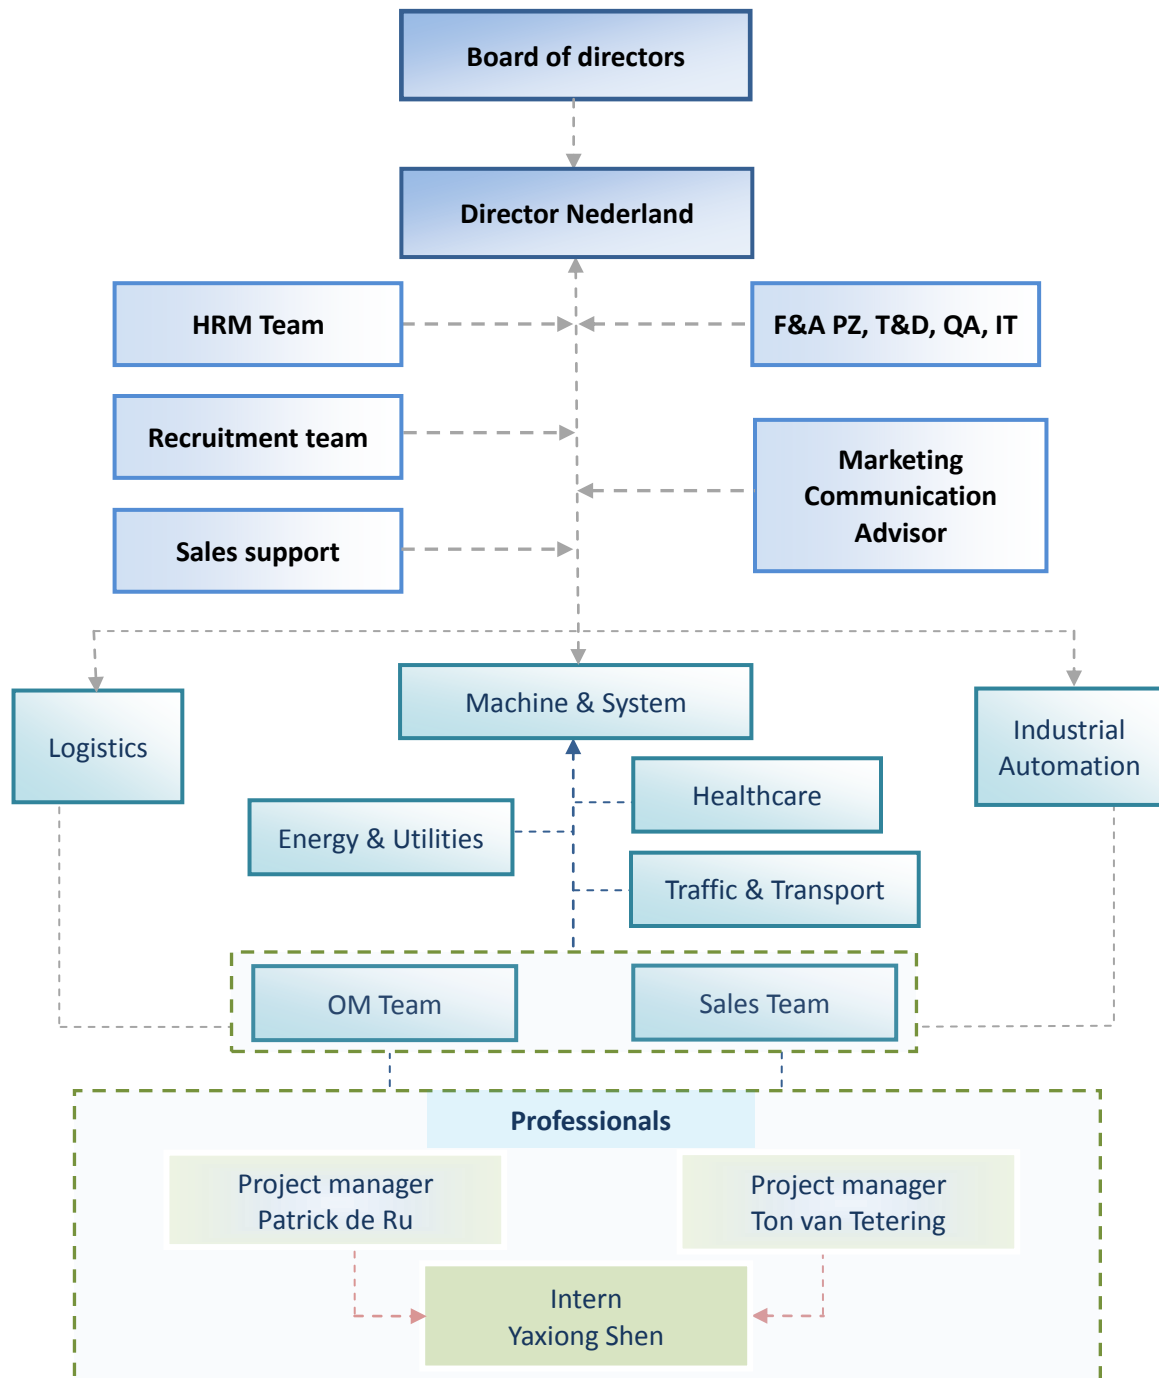 Board of directors
Director Nederland
HRM Team
F&A PZ, T&D, QA, IT
Recruitment team
Marketing
Communication
Advisor
Sales support
Logistics
Machine & System
Industrial
Automation
Healthcare
Energy & Utilities
Traffic & Transport
OM Team
Sales Team
Professionals
Project manager
Patrick de Ru
Project manager
Ton van Tetering
Intern
Yaxiong Shen